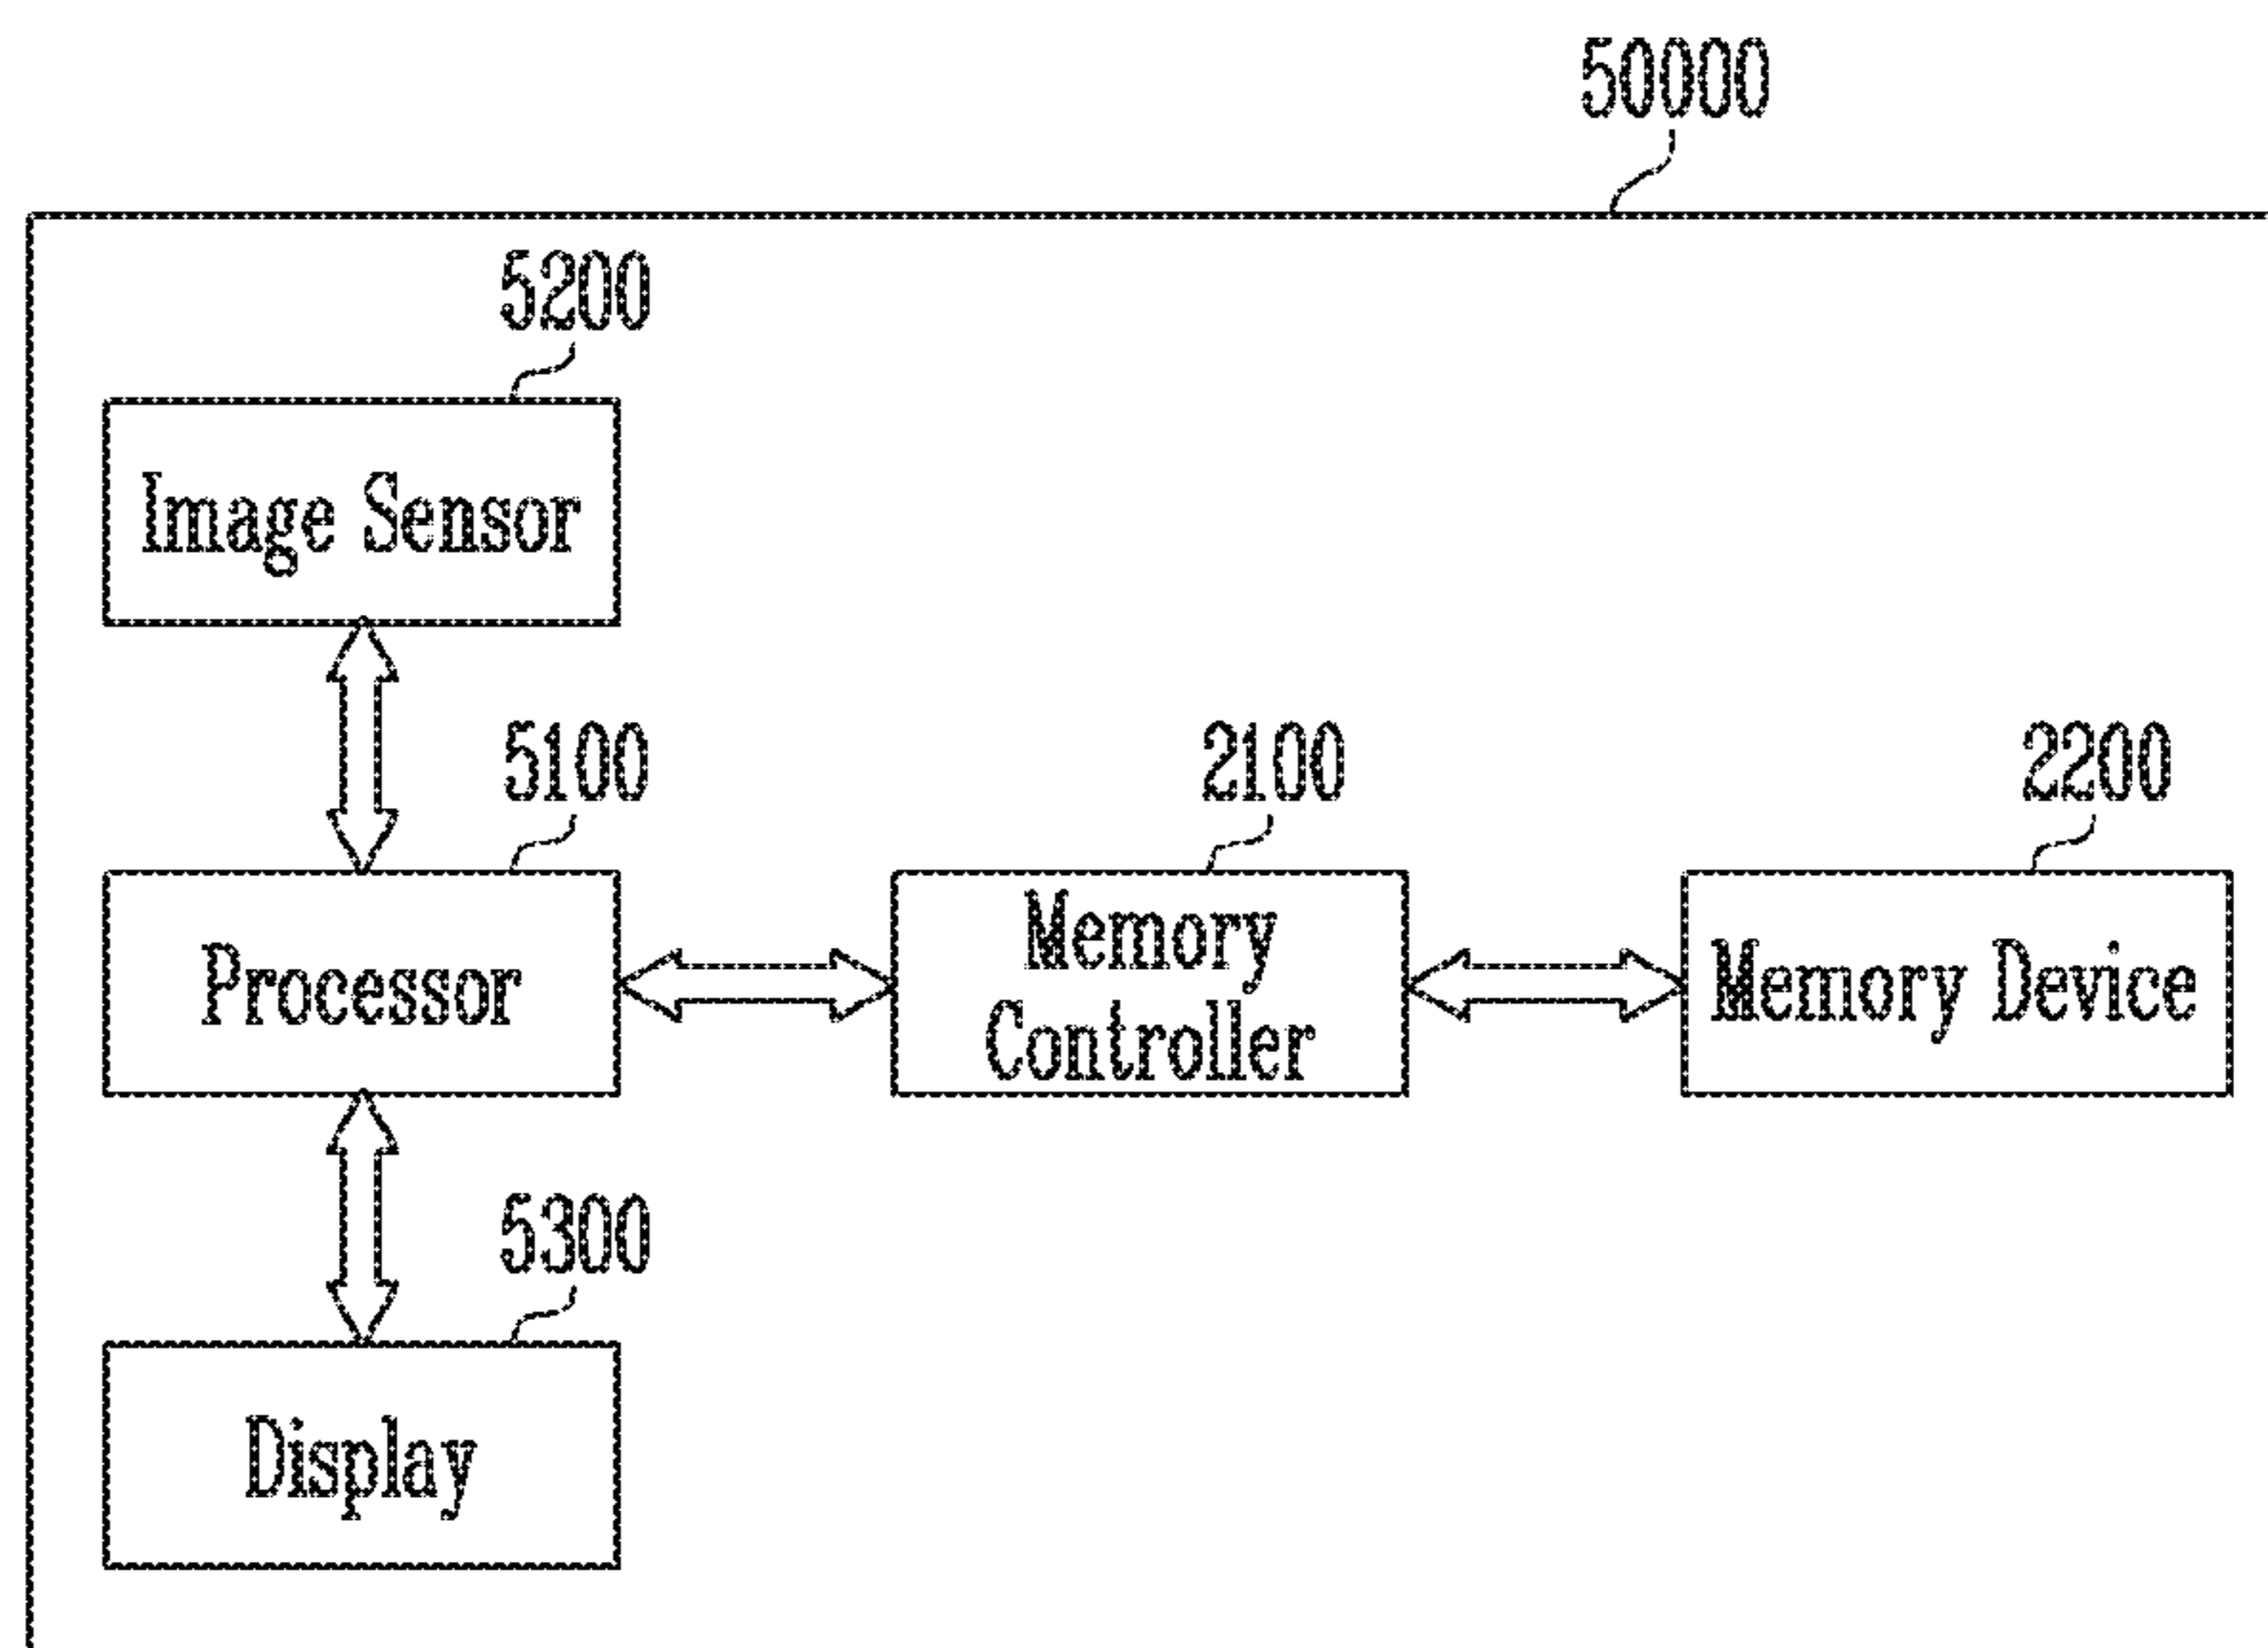 50000
5200
Image Sensor
5100
2100
2200
Processor
Memory
Controller
Memory Device
5300
Display